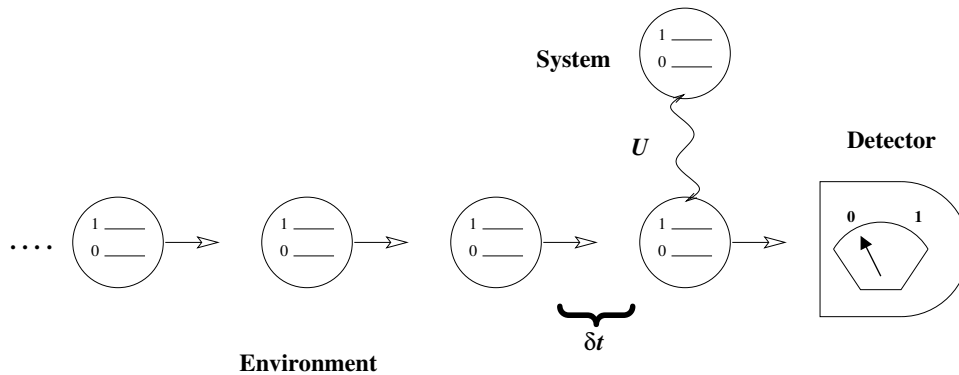 1
0
System
U
Detector
0 1
.... 1 1 1 1
0 0 0 0
δt
Environment